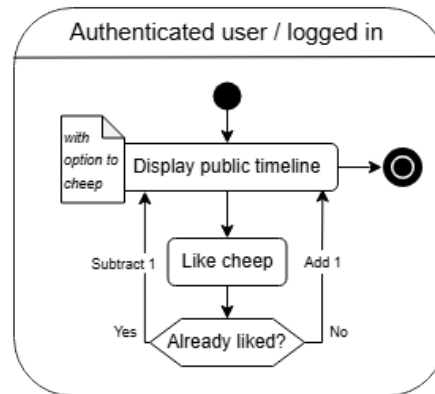 Authenticated user / logged in
with
option to
cheep
Display public timeline
Subtract 1
Like cheep
Add 1
Yes
Already liked?
No